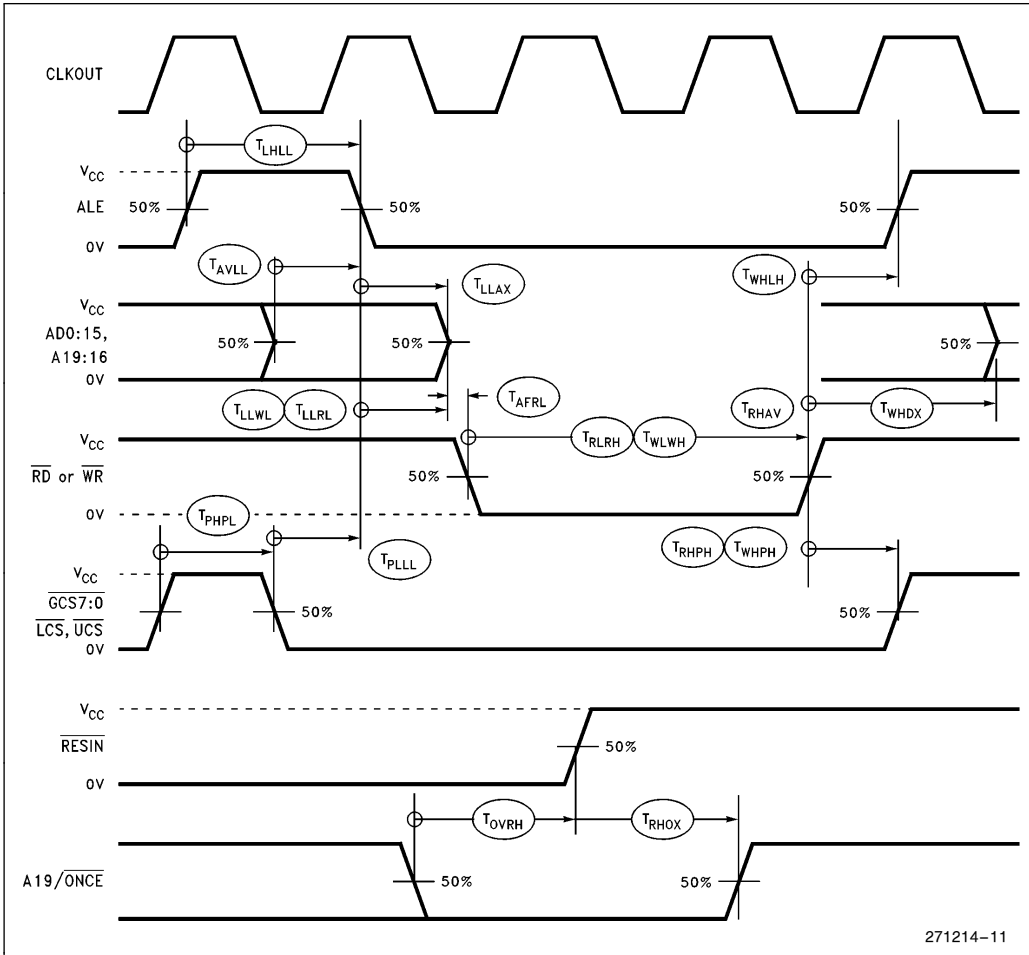 CLKOUT
T_LHLL
V_CC
ALE 50% 50% 50%
0V
T_AVLL T_LLAX T_WHLH
V_CC
AD0:15, 50% 50% 50%
A19:16
0V
T_LLWL T_LLRL T_AFRL T_RHAV T_WHDX
V_CC T_RLRH T_WLWH
RD or WR 50% 50%
0V
T_PHPL T_PLLL T_RHPH T_WHPH
V_CC
GCS7:0 50% 50%
LCS, UCS
0V
V_CC
RESIN 50%
0V
T_OVRH T_RHOX
A19/ONCE 50% 50%
271214-11